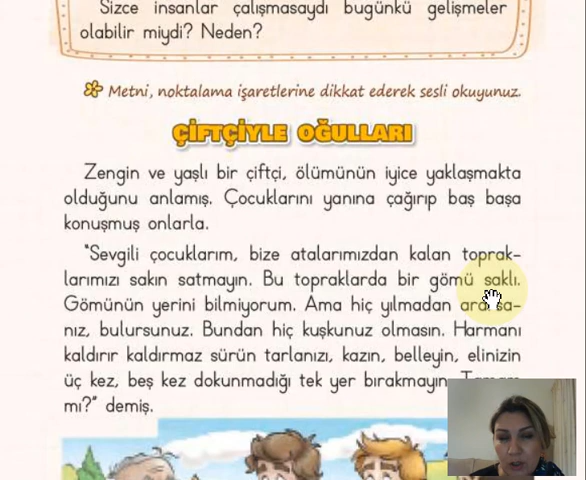 Sizce insanlar çalışmasaydı bugünkü gelişmeler
olabilir miydi? Neden?
Metni, noktalama işaretlerine dikkat ederek sesli okuyunuz.
ÇİFTÇİYLE OĞULLARI
Zengin ve yaşlı bir çiftçi, ölümünün iyice yaklaşmakta
olduğunu anlamış. Çocuklarını yanına çağırıp baş başa
konuşmuş onlarla.
"Sevgili çocuklarım, bize atalarımızdan kalan toprak-
larımızı sakın satmayın. Bu topraklarda bir gömü saklı.
Gömünün yerini bilmiyorum. Ama hiç yılmadan
nız, bulursunuz. Bundan hiç kuşkunuz olmasın. Harmanı
kaldırır kaldırmaz sürün tarlanızı, kazın, belleyin, elinizin
üç kez, beş kez dokunmadığı tek yer bırakmayın.
mı?" demiş.